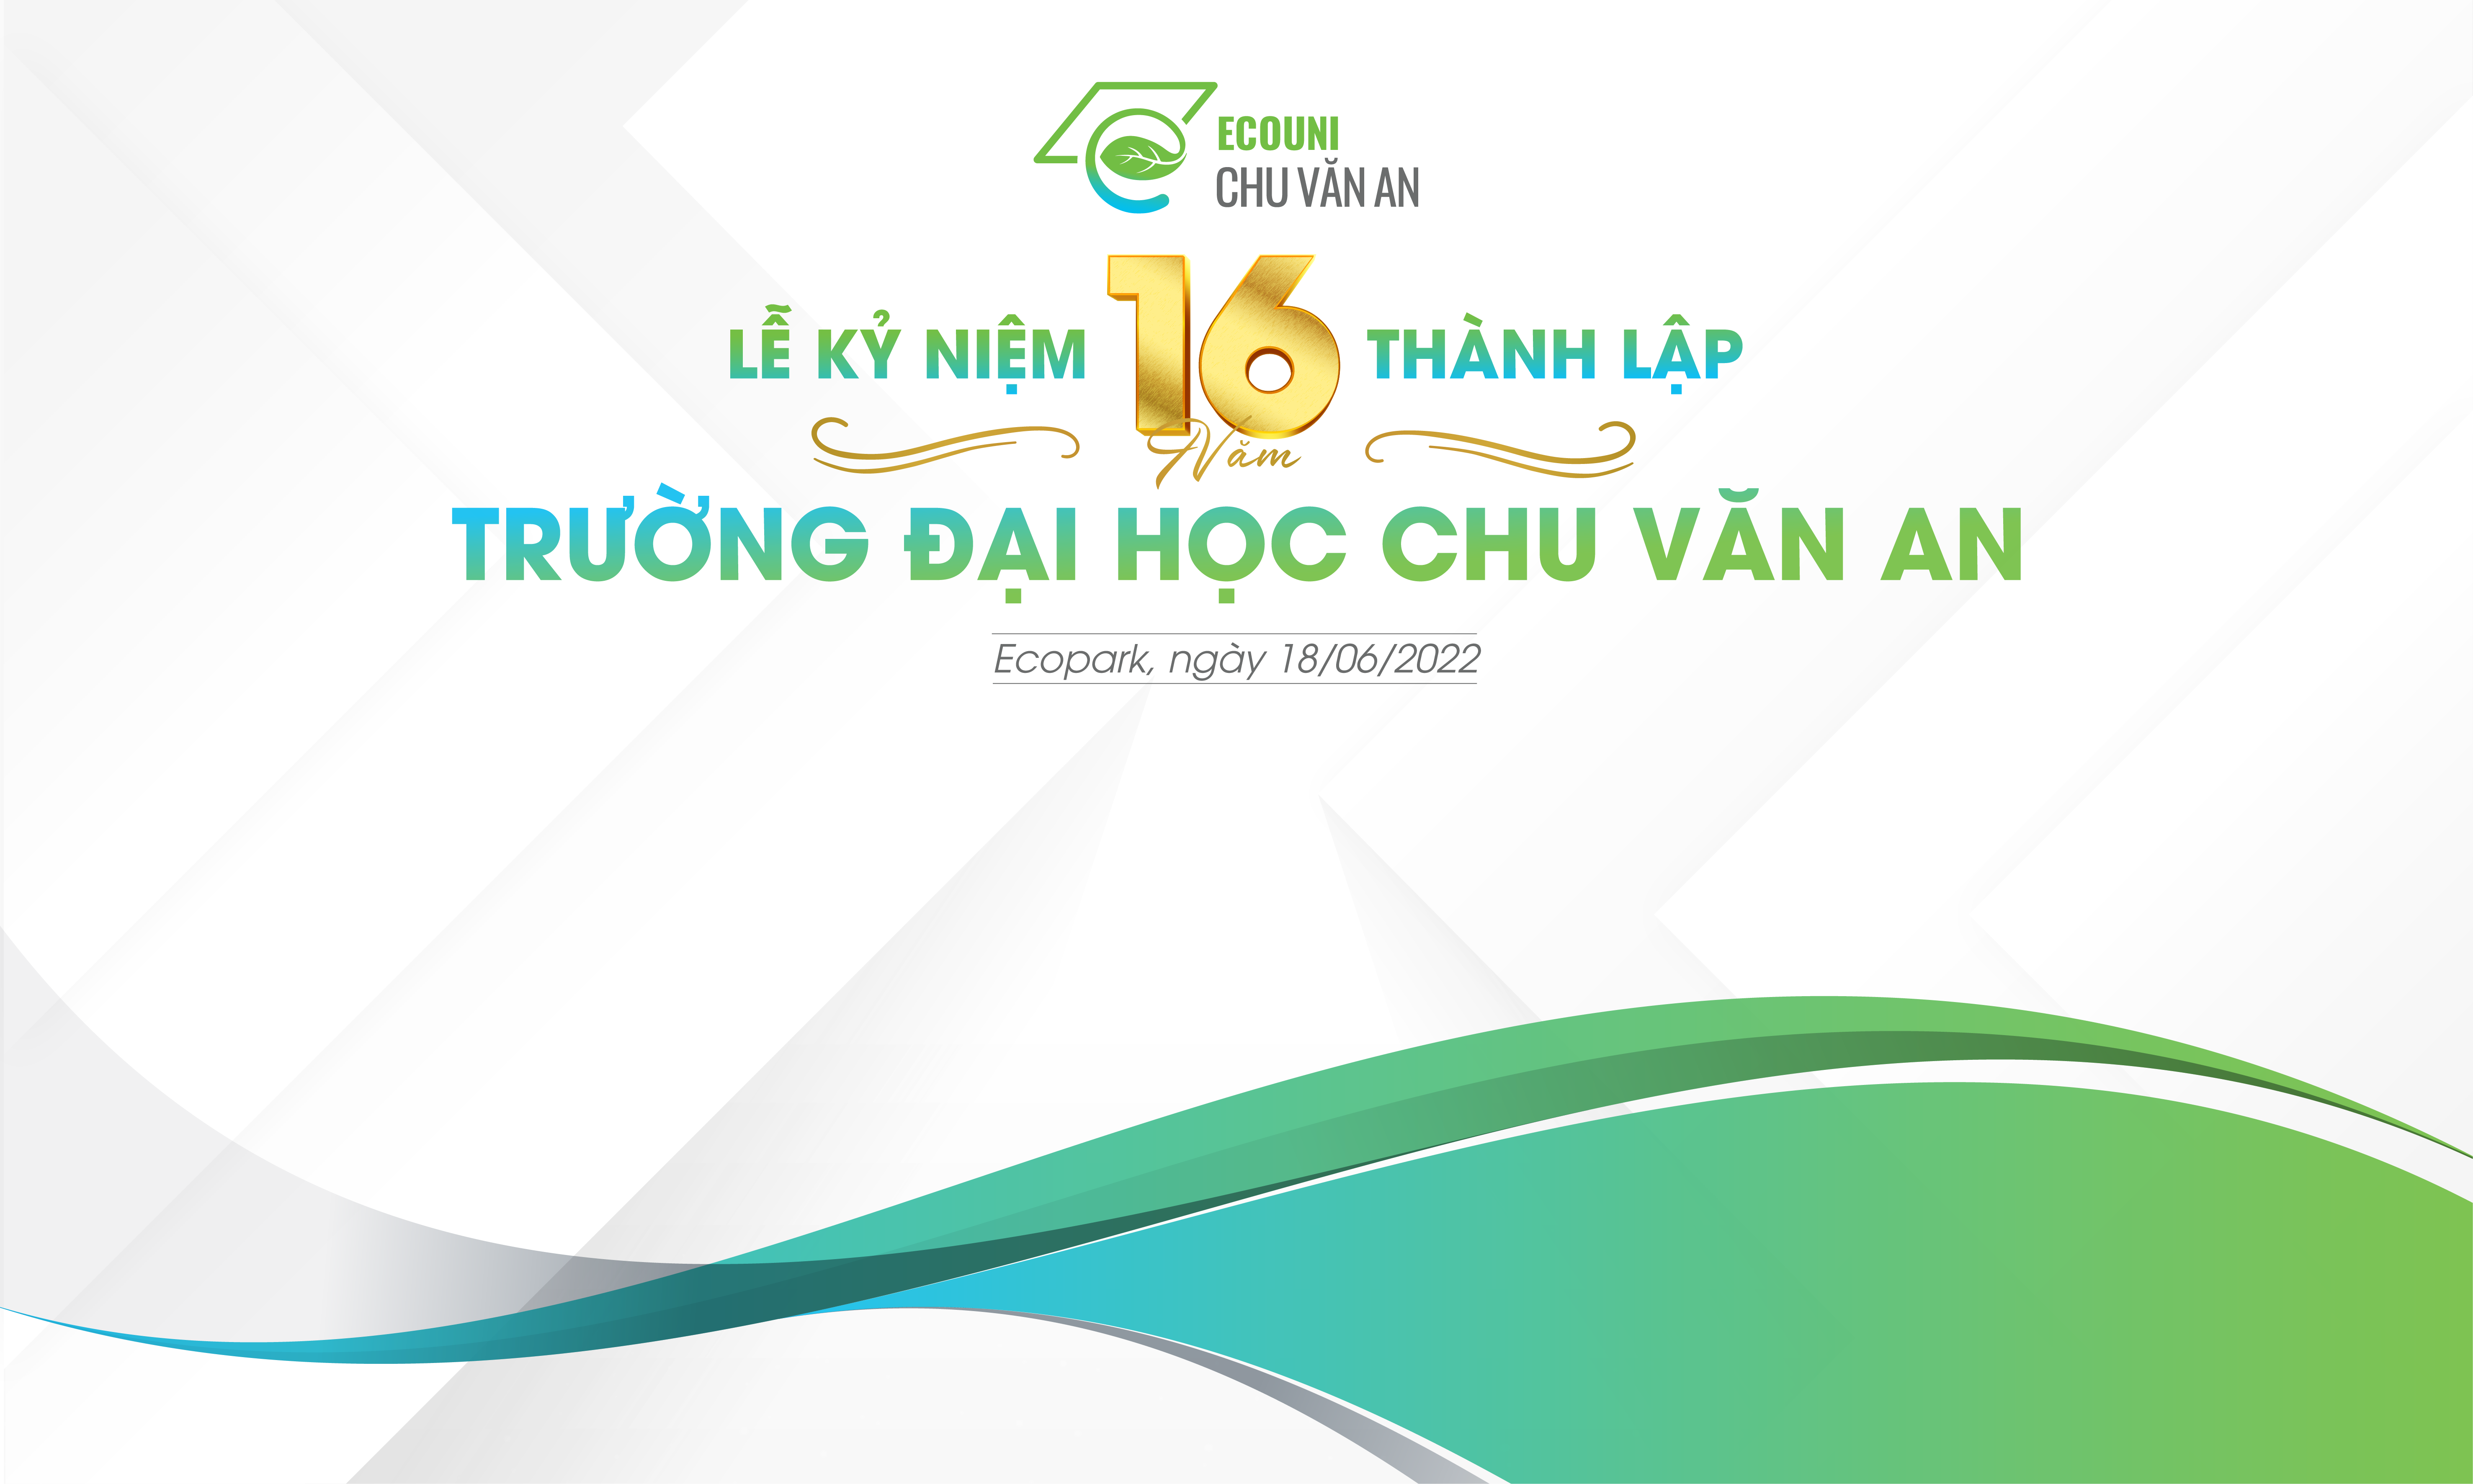 ECOUNI
CHU VĂN AN
LỄ KỶ NIỆM 16 THÀNH LẬP
Năm
TRƯỜNG ĐẠI HỌC CHU VĂN AN
Ecopark, ngày 18/06/2022